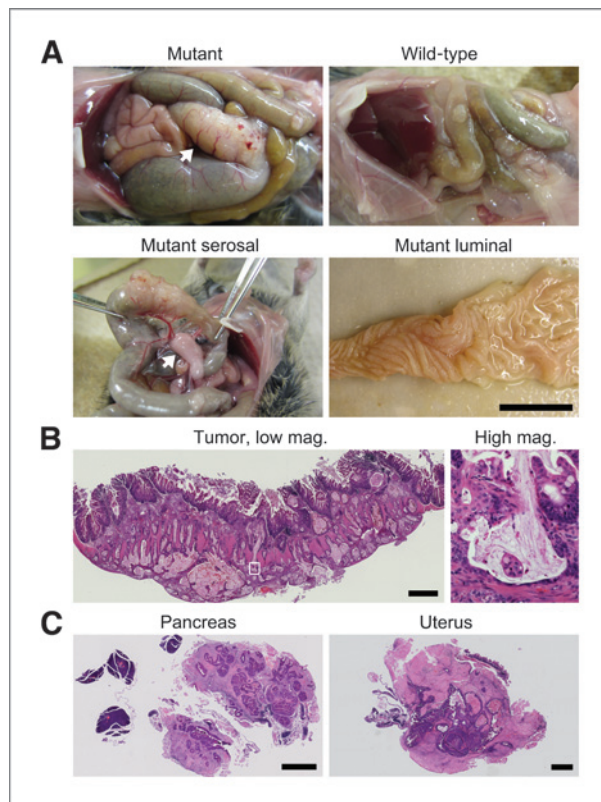 A
Mutant
Wild-type
Mutant serosal
Mutant luminal
B
Tumor, low mag.
High mag.
C
Pancreas
Uterus